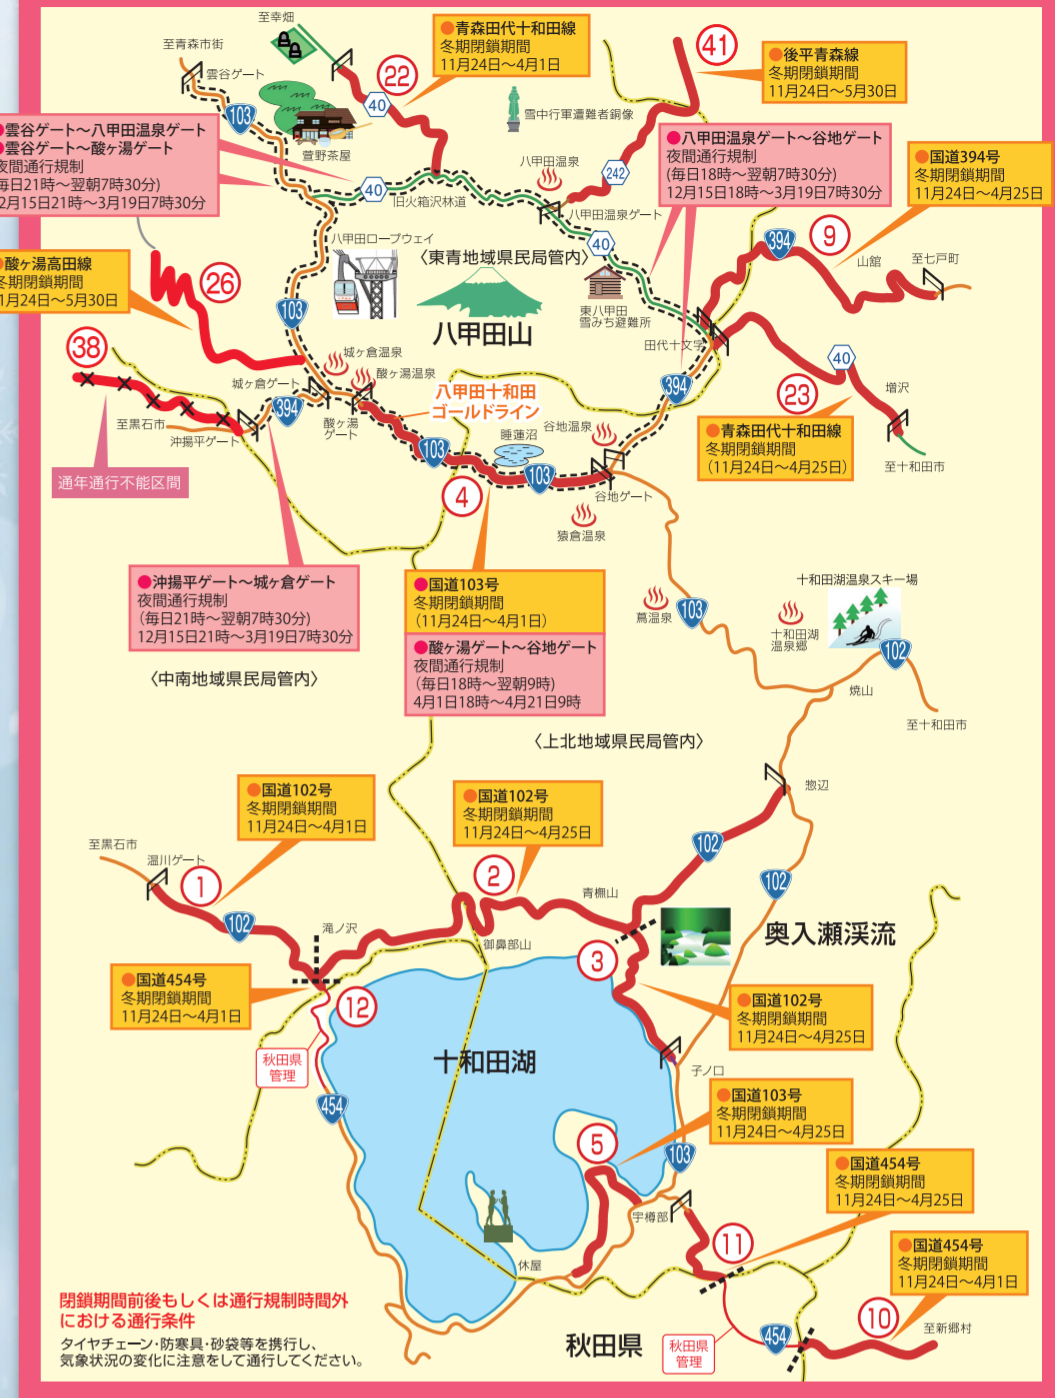 至幸畑
●青森田代十和田線
冬期閉鎖期間
11月24日〜4月1日
至青森市街
雲谷ゲート
22
40
41
●後平青森線
冬期閉鎖期間
11月24日〜5月30日
103
雪中行軍遭難者銅像
●雲谷ゲート〜八甲田温泉ゲート
●雲谷ゲート〜酸ヶ湯ゲート
夜間通行規制
毎日21時〜翌朝7時30分)
2月15日21時〜3月19日7時30分
萱野茶屋
八甲田温泉
242
●八甲田温泉ゲート〜谷地ゲート
夜間通行規制
(毎日18時〜翌朝7時30分)
12月15日18時〜3月19日7時30分
●国道394号
冬期閉鎖期間
11月24日〜4月25日
40
旧火箱沢林道
八甲田温泉ゲート
八甲田ロープウェイ
〈東青地域県民局管内〉
40
394
9
山館
至七戸町
酸ヶ湯高田線
冬期閉鎖期間
1月24日〜5月30日
26
103
八甲田山
東八甲田
雪みち避難所
田代十文字
38
城ヶ倉温泉
酸ヶ湯温泉
城ヶ倉ゲート
394
八甲田十和田
ゴールドライン
394
40
23
増沢
至黒石市
沖揚平ゲート
酸ヶ湯
ゲート
103
睡蓮沼
谷地温泉
●青森田代十和田線
冬期閉鎖期間
(11月24日〜4月25日)
至十和田市
通年通行不能区間
4
103
谷地ゲート
猿倉温泉
●沖揚平ゲート〜城ヶ倉ゲート
夜間通行規制
(毎日21時〜翌朝7時30分)
12月15日21時〜3月19日7時30分
●国道103号
冬期閉鎖期間
(11月24日〜4月1日)
●酸ヶ湯ゲート〜谷地ゲート
夜間通行規制
(毎日18時〜翌朝9時)
4月1日18時〜4月21日9時
十和田湖温泉スキー場
蔦温泉
103
十和田湖
温泉郷
102
焼山
至十和田市
〈中南地域県民局管内〉
〈上北地域県民局管内〉
●国道102号
冬期閉鎖期間
11月24日〜4月1日
●国道102号
冬期閉鎖期間
11月24日〜4月25日
惣辺
至黒石市
温川ゲート
1
102
滝ノ沢
2
青橅山
102
102
御鼻部山
3
奥入瀬渓流
●国道454号
冬期閉鎖期間
11月24日〜4月1日
12
●国道102号
冬期閉鎖期間
11月24日〜4月25日
秋田県
管理
454
十和田湖
子ノ口
●国道103号
冬期閉鎖期間
11月24日〜4月25日
5
103
●国道454号
冬期閉鎖期間
11月24日〜4月25日
宇樽部
11
休屋
●国道454号
冬期閉鎖期間
11月24日〜4月1日
閉鎖期間前後もしくは通行規制時間外
における通行条件
タイヤチェーン・防寒具・砂袋等を携行し、
気象状況の変化に注意をして通行してください。
秋田県
秋田県
管理
454
10
至新郷村